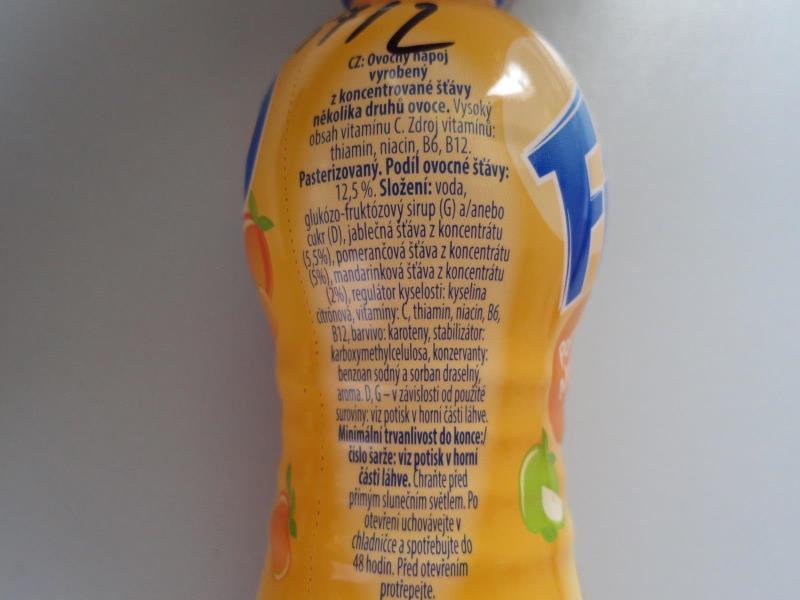 CZ: Ovocný nápoj
vyrobený
z koncentrované šťávy
několika druhů ovoce. Vysoký
obsah vitamínu C. Zdroj vitamínů:
thiamin, niacin, B6, B12.
Pasterizovaný. Podíl ovocné šťávy:
12,5 %. Složení: voda,
glukózo-fruktózový sirup (G) a/anebo
cukr (D), jablečná šťáva z koncentrátu
(5,5%), pomerančová šťáva z koncentrátu
(5%), mandarinková šťáva z koncentrátu
(2%), regulátor kyselosti: kyselina
citrónová, vitamíny: C, thiamin, niacin, B6,
B12, barvivo: karoteny, stabilizátor:
karboxymethylcelulosa, konzervanty:
benzoan sodný a sorban draselný,
aroma. D, G – v závislosti od použité
suroviny: viz potisk v horní části láhve.
Minimální trvanlivost do konce:/
číslo šarže: viz potisk v horní
části láhve. Chraňte před
přímým slunečním světlem. Po
otevření uchovávejte v
chladničce a spotřebujte do
48 hodin. Před otevřením
protřepejte.